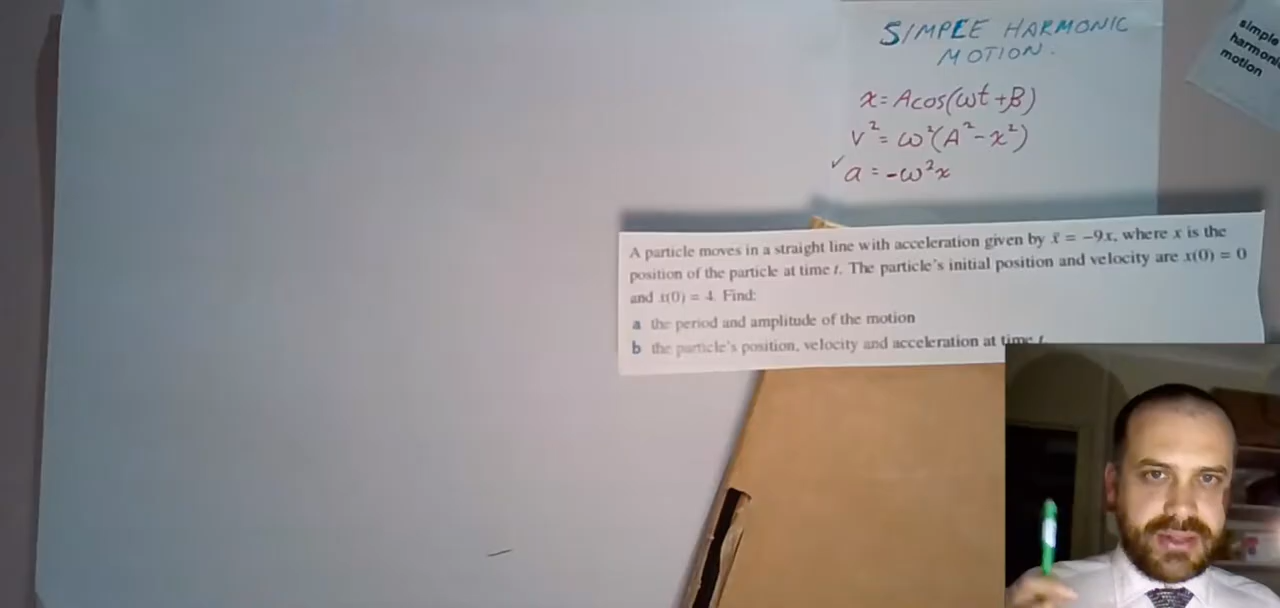 SIMPLE HARMONIC
MOTION.
simple
harmonic
motion
x = Acos(ωt + B)
v² = ω²(A² - x²)
✓ a = -ω²x
A particle moves in a straight line with acceleration given by ẍ = −9x, where x is the
position of the particle at time t. The particle's initial position and velocity are x(0) = 0
and ẋ(0) = 4. Find:
a the period and amplitude of the motion
b the particle's position, velocity and acceleration at time t